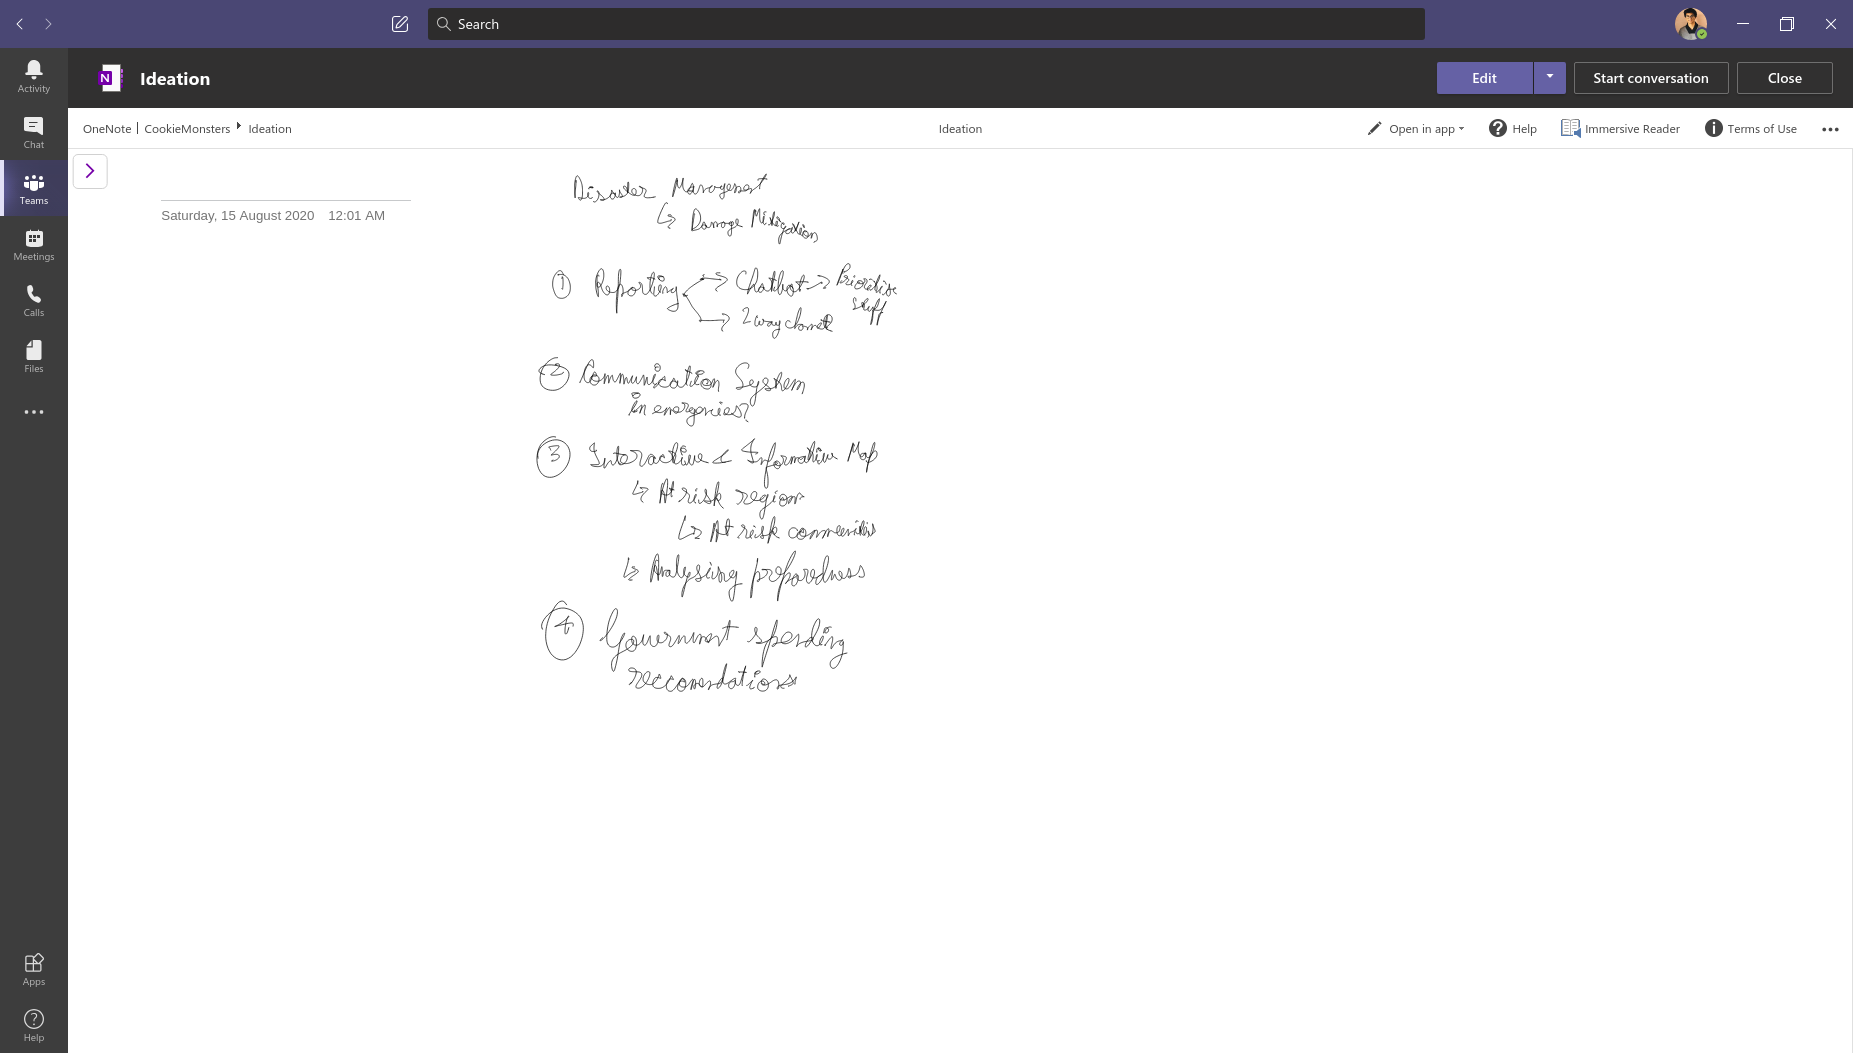 Search
Activity
Chat
Teams
Meetings
Calls
Files
Apps
Help
N Ideation
Edit
Start conversation
Close
OneNote | CookieMonsters Ideation
Ideation
Open in app
Help
Immersive Reader
Terms of Use
Saturday, 15 August 2020 12:01 AM
Disaster Management
↳ Damage Mitigation
① Reporting → Chatbot → Prioritise
stuff
→ 2 way channel
② Communication System
in emergencies?
③ Interactive & Informative Map
↳ At risk region
↳ At risk communities
↳ Analysing preparedness
④ Government spending
reccomendations